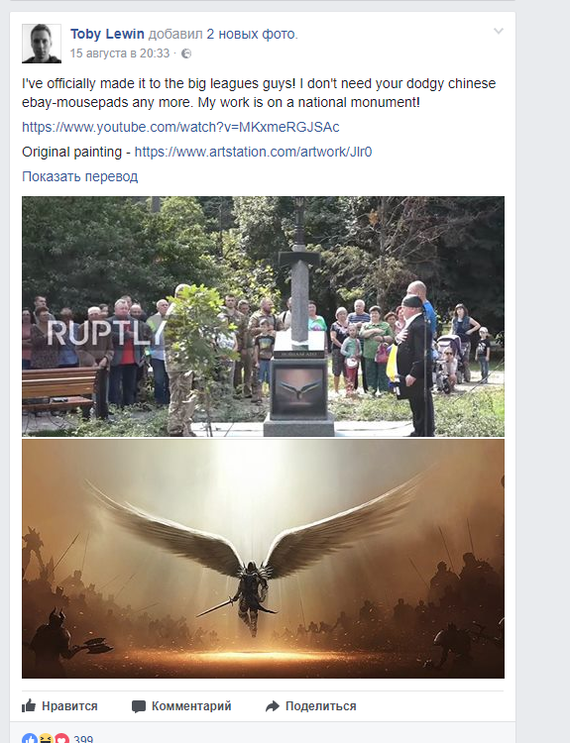 Toby Lewin добавил 2 новых фото.
15 августа в 20:33 ·
I've officially made it to the big leagues guys! I don't need your dodgy chinese
ebay-mousepads any more. My work is on a national monument!
https://www.youtube.com/watch?v=MKxmeRGJSAc
Original painting - https://www.artstation.com/artwork/Jlr0
Показать перевод
RUPTLY
Нравится
Комментарий
Поделиться
399